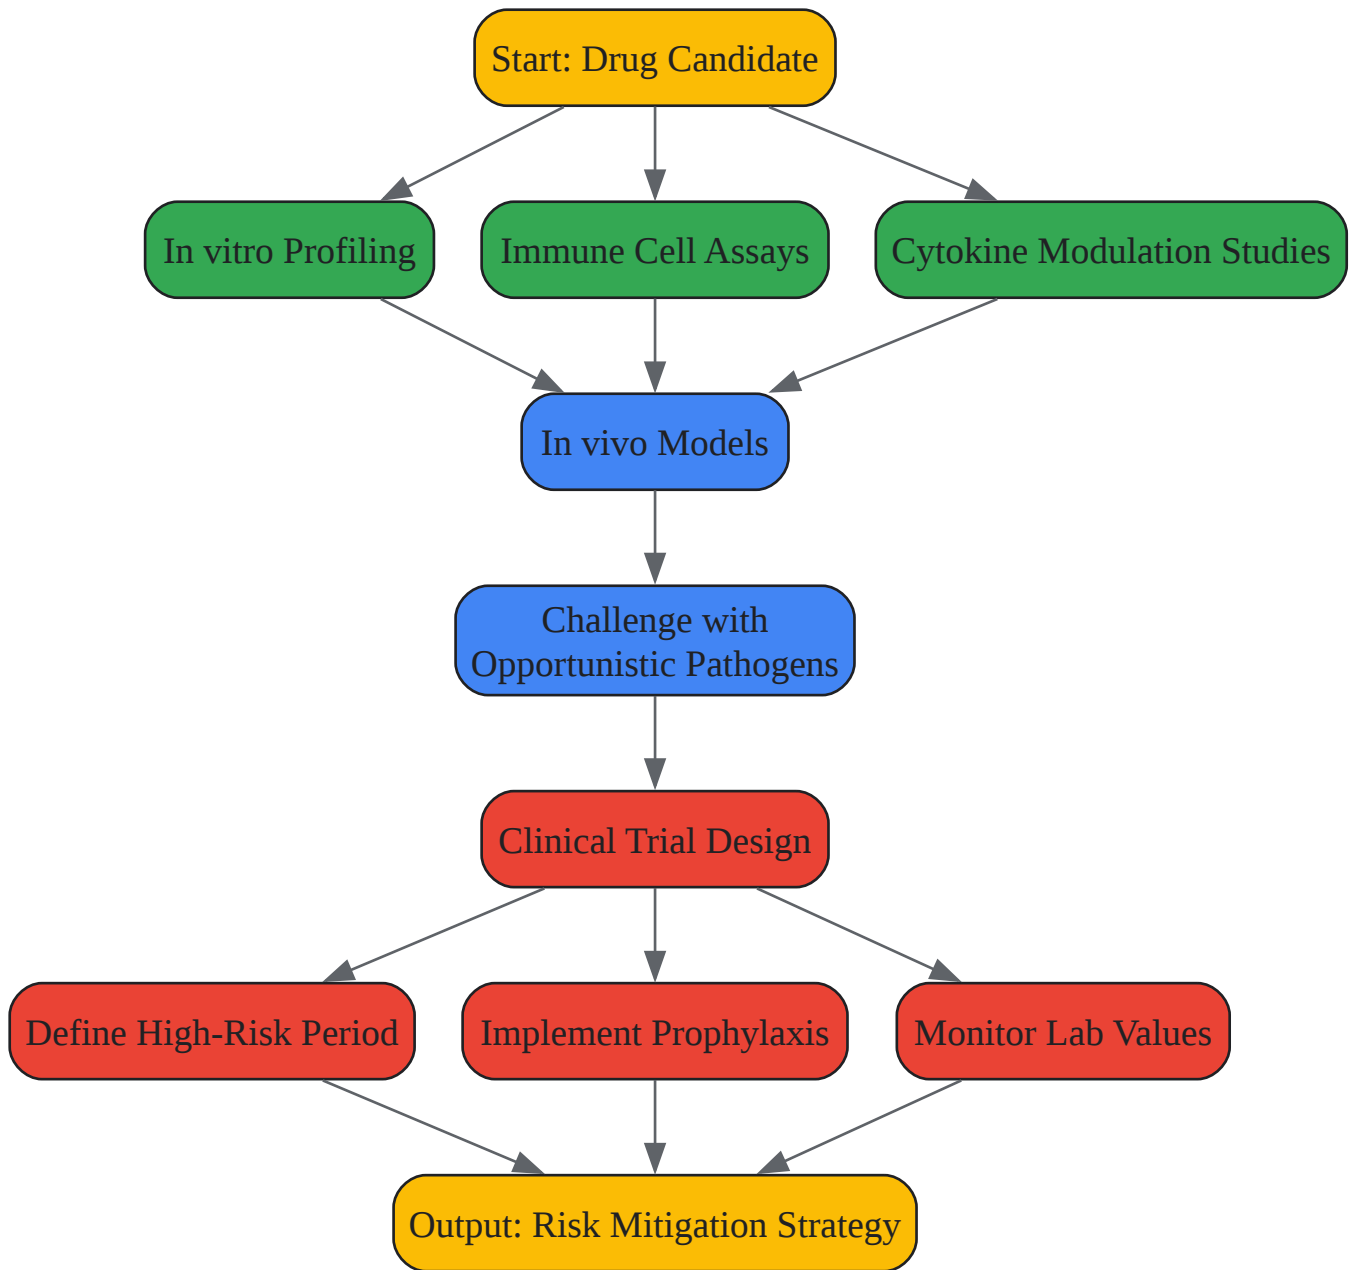 Start: Drug Candidate
In vitro Profiling
Immune Cell Assays
Cytokine Modulation Studies
In vivo Models
Challenge with
Opportunistic Pathogens
Clinical Trial Design
Define High-Risk Period
Implement Prophylaxis
Monitor Lab Values
Output: Risk Mitigation Strategy